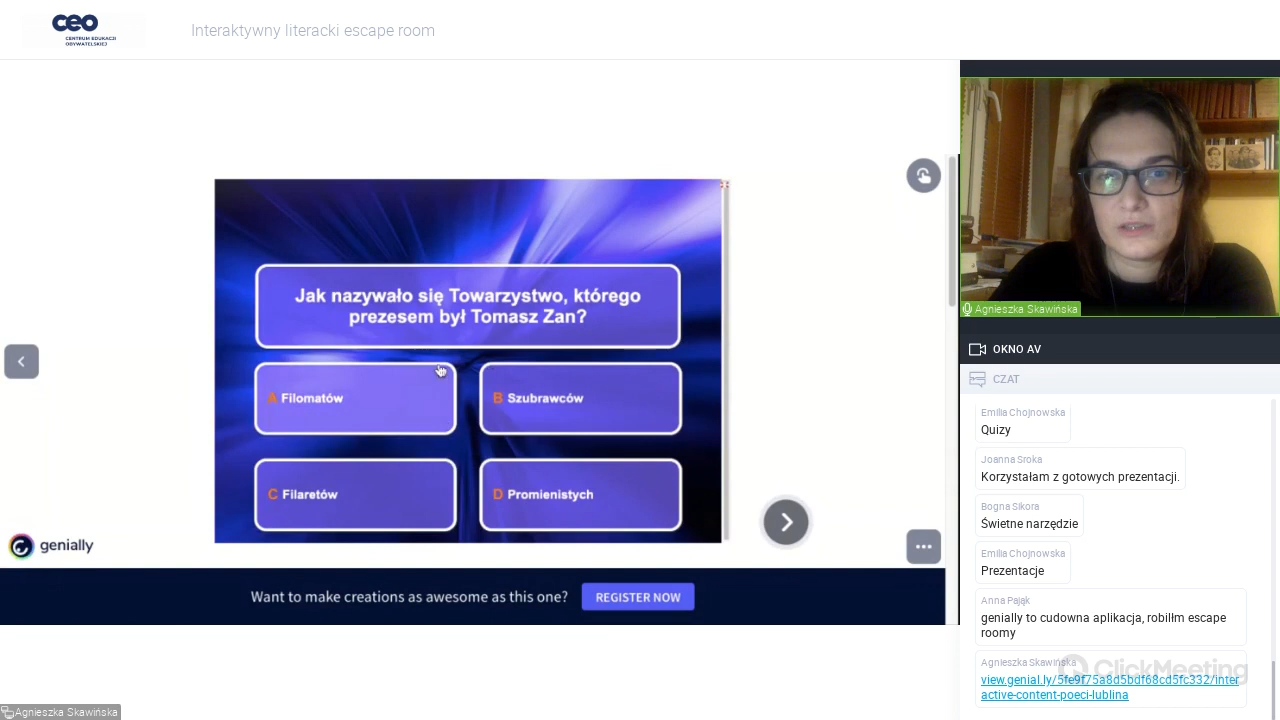 ceo
CENTRUM EDUKACJI
OBYWATELSKIEJ
Interaktywny literacki escape room
Jak nazywało się Towarzystwo, którego
prezesem był Tomasz Zan?
A Filomatów
B Szubrawców
C Filaretów
D Promienistych
genially
Want to make creations as awesome as this one?
REGISTER NOW
Agnieszka Skawińska
Agnieszka Skawińska
OKNO AV
CZAT
Emilia Chojnowska
Quizy
Joanna Sroka
Korzystałam z gotowych prezentacji.
Bogna Sikora
Świetne narzędzie
Emilia Chojnowska
Prezentacje
Anna Pająk
genially to cudowna aplikacja, robiłłm escape
roomy
Agnieszka Skawińska
view.genial.ly/5fe9f75a8d5bdf68cd5fc332/inter
active-content-poeci-lublina
ClickMeeting